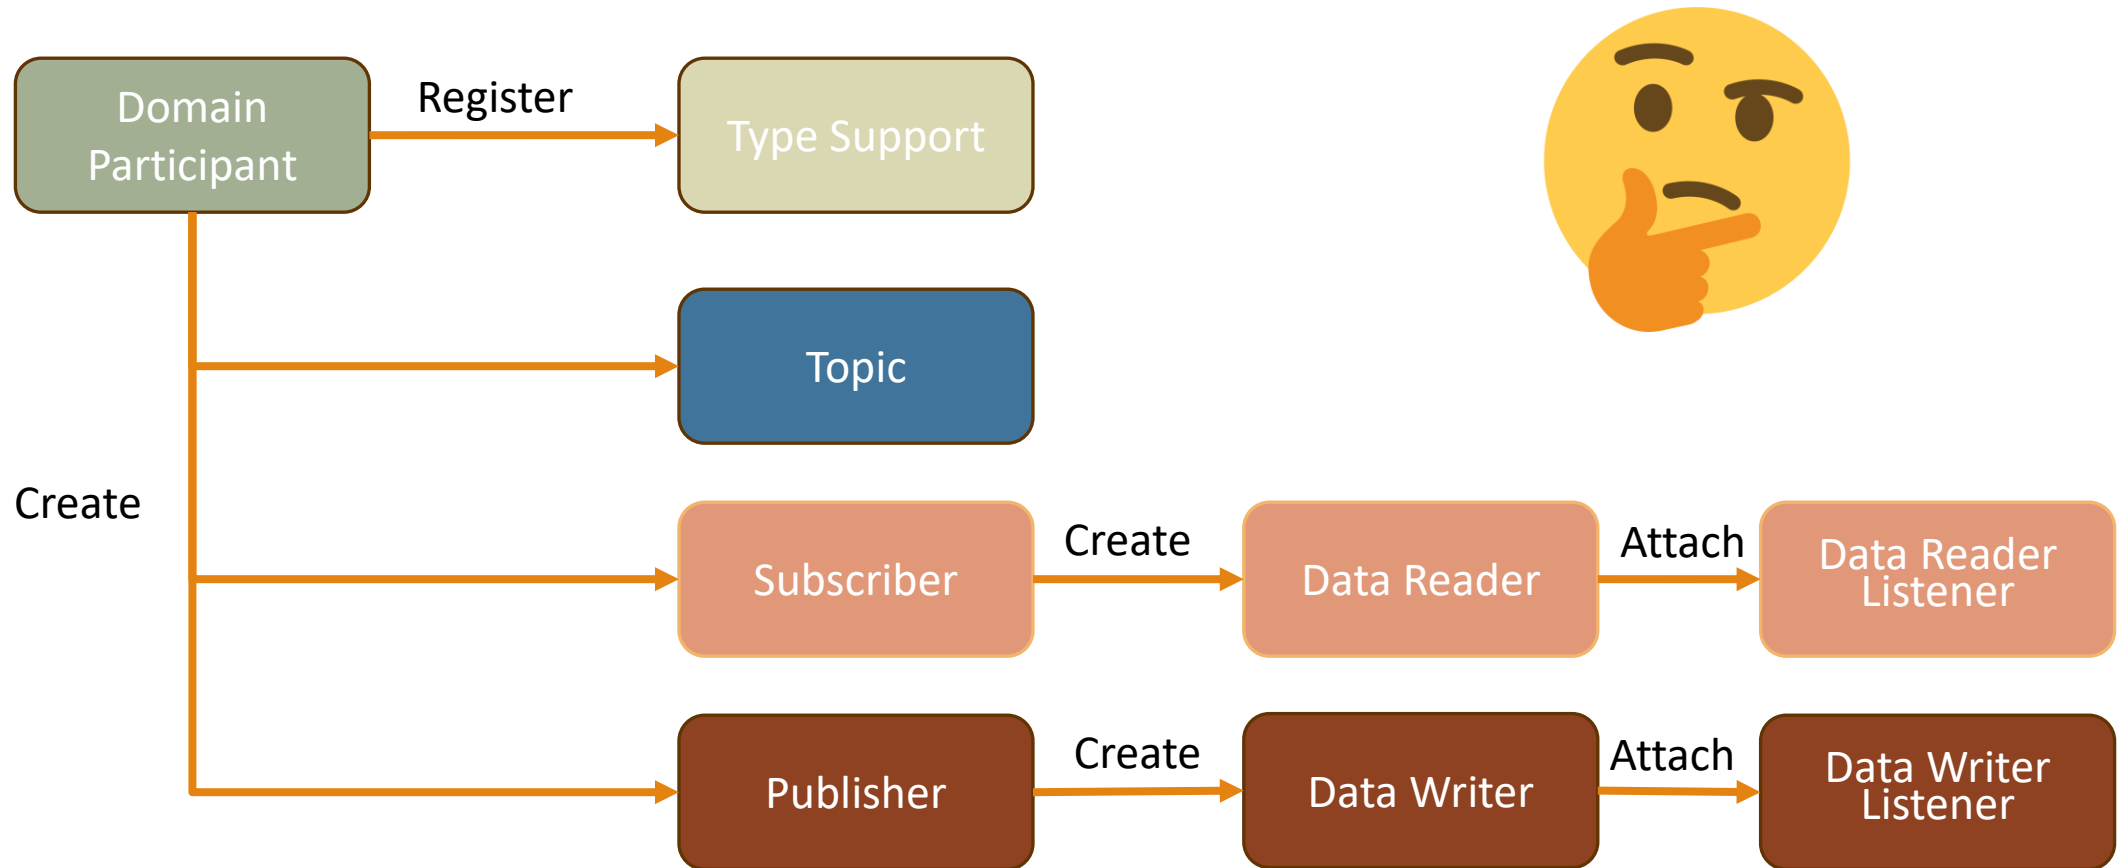 Domain
Participant
Register
Type Support
Topic
Create
Subscriber
Create
Data Reader
Attach
Data Reader
Listener
Publisher
Create
Data Writer
Attach
Data Writer
Listener